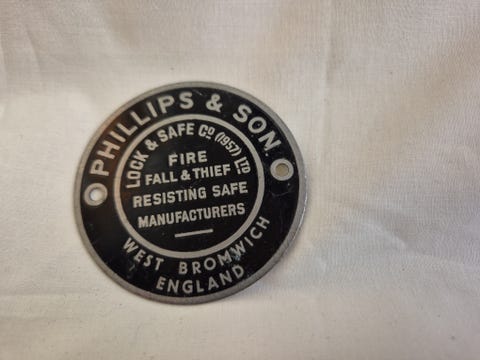 PHILLIPS & SON
LOCK & SAFE Co (1957) LTD
FIRE
FALL & THIEF
RESISTING SAFE
MANUFACTURERS
WEST BROMWICH
ENGLAND